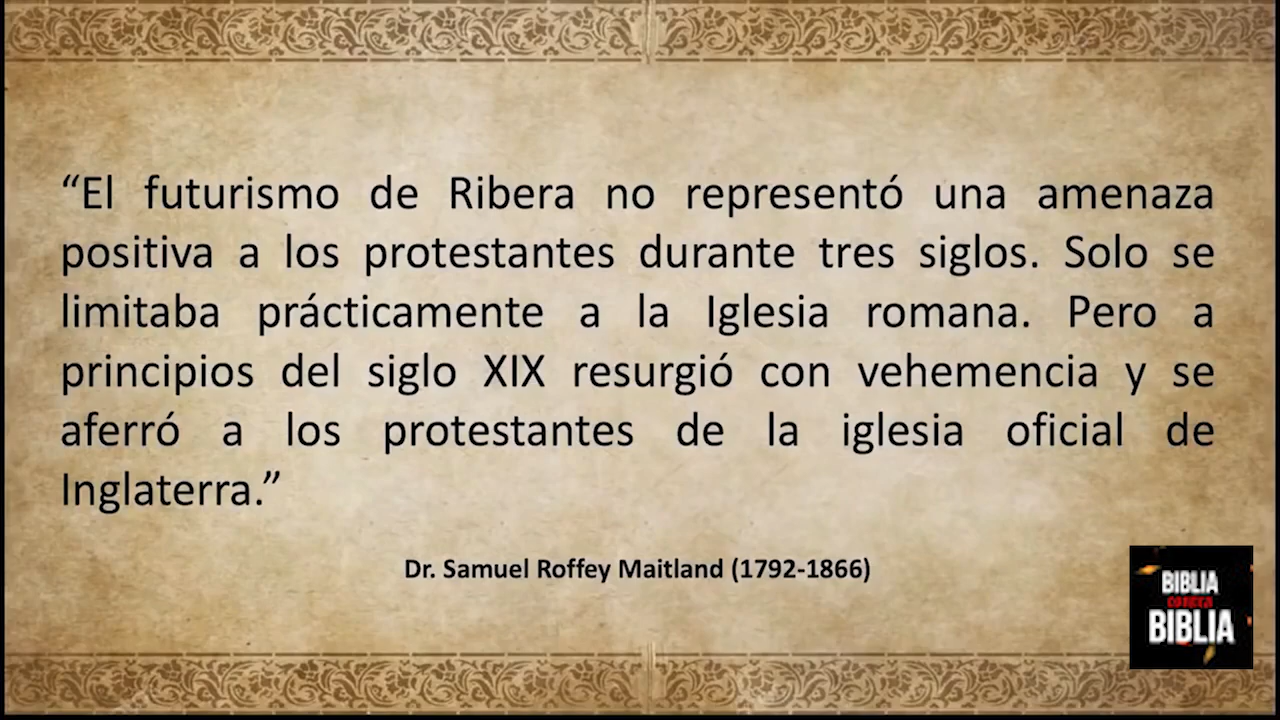 “El futurismo de Ribera no representó una amenaza
positiva a los protestantes durante tres siglos. Solo se
limitaba prácticamente a la Iglesia romana. Pero a
principios del siglo XIX resurgió con vehemencia y se
aferró a los protestantes de la iglesia oficial de
Inglaterra.”
Dr. Samuel Roffey Maitland (1792-1866)
BIBLIA
BIBLIA